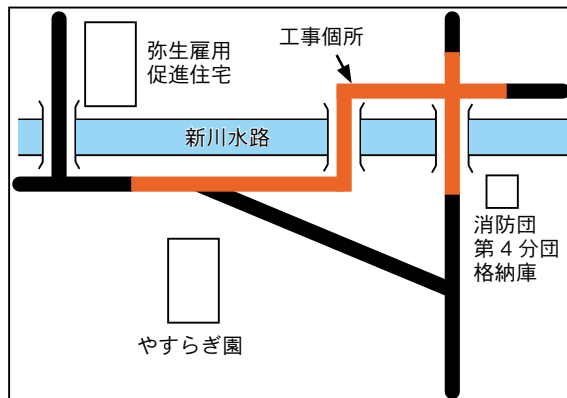 工事個所
弥生雇用
促進住宅
新川水路
消防団
第4分団
格納庫
やすらぎ園